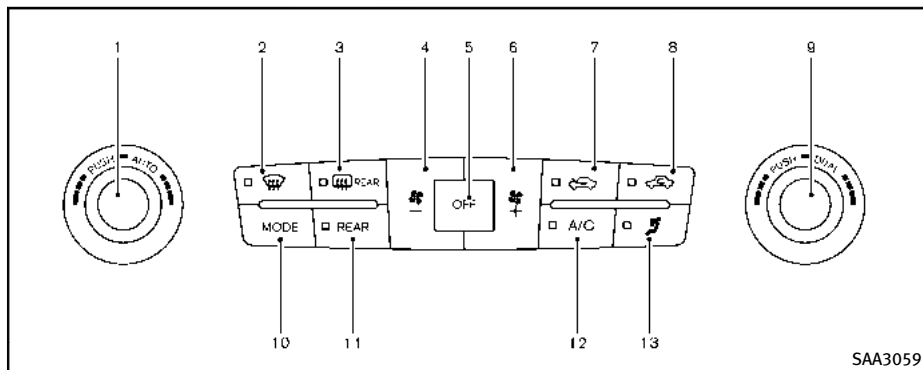 1 2 3 4 5 6 7 8 9
PUSH AUTO
REAR
PUSH DUAL
− OFF +
MODE REAR A/C
10 11 12 13
SAA3059